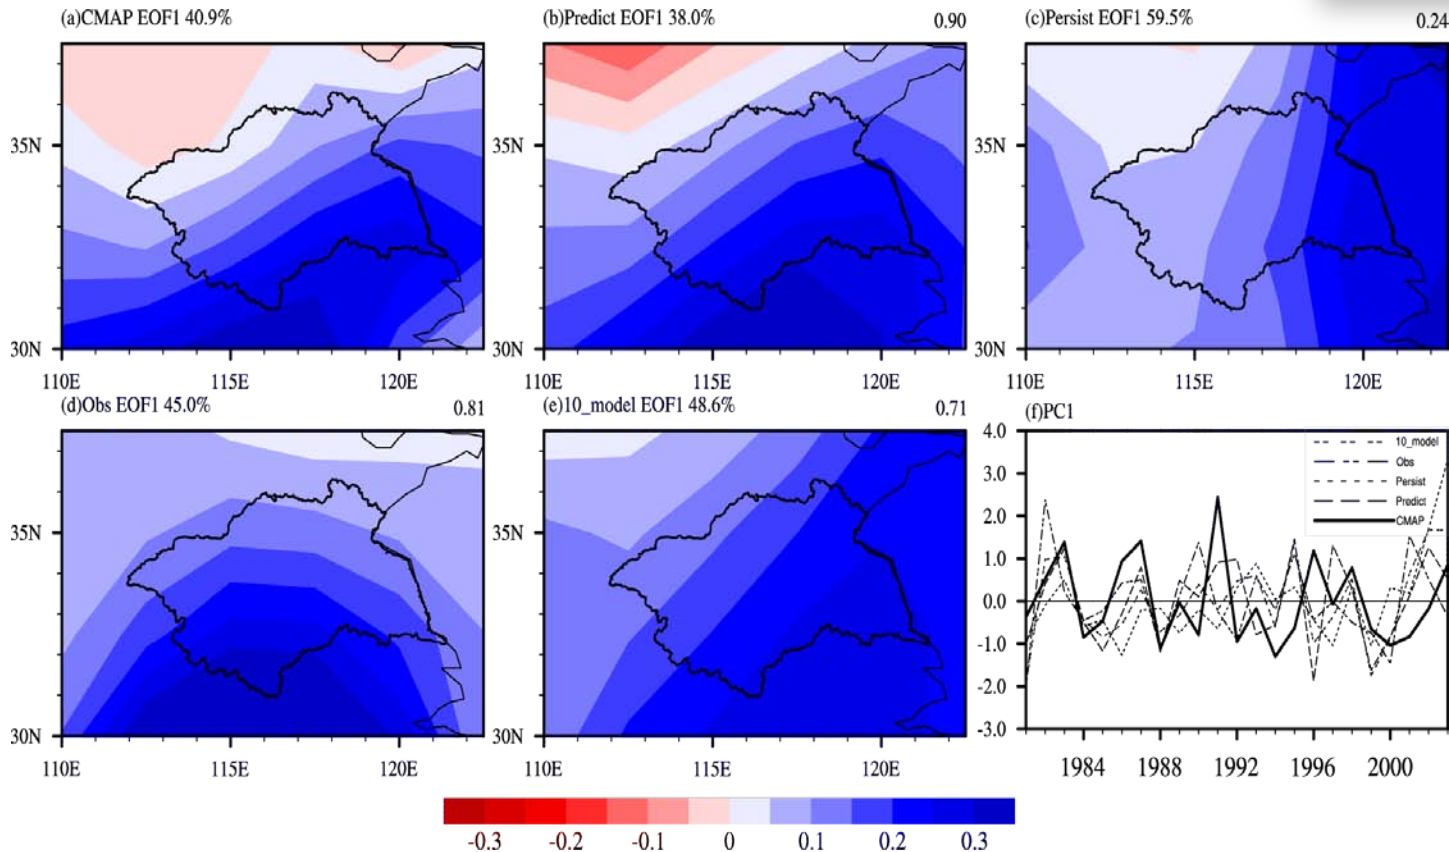 (a)CMAP EOF1 40.9%
(b)Predict EOF1 38.0% 0.90
(c)Persist EOF1 59.5% 0.24
35N 35N 35N
30N 30N 30N
110E 115E 120E 110E 115E 120E 110E 115E 120E
(d)Obs EOF1 45.0% 0.81
(e)10_model EOF1 48.6% 0.71
(f)PC1
35N 35N
30N 30N
110E 115E 120E 110E 115E 120E
4.0
3.0
2.0
1.0
0.0
-1.0
-2.0
-3.0
10_model
Obs
Persist
Predict
CMAP
1984 1988 1992 1996 2000
-0.3 -0.2 -0.1 0 0.1 0.2 0.3